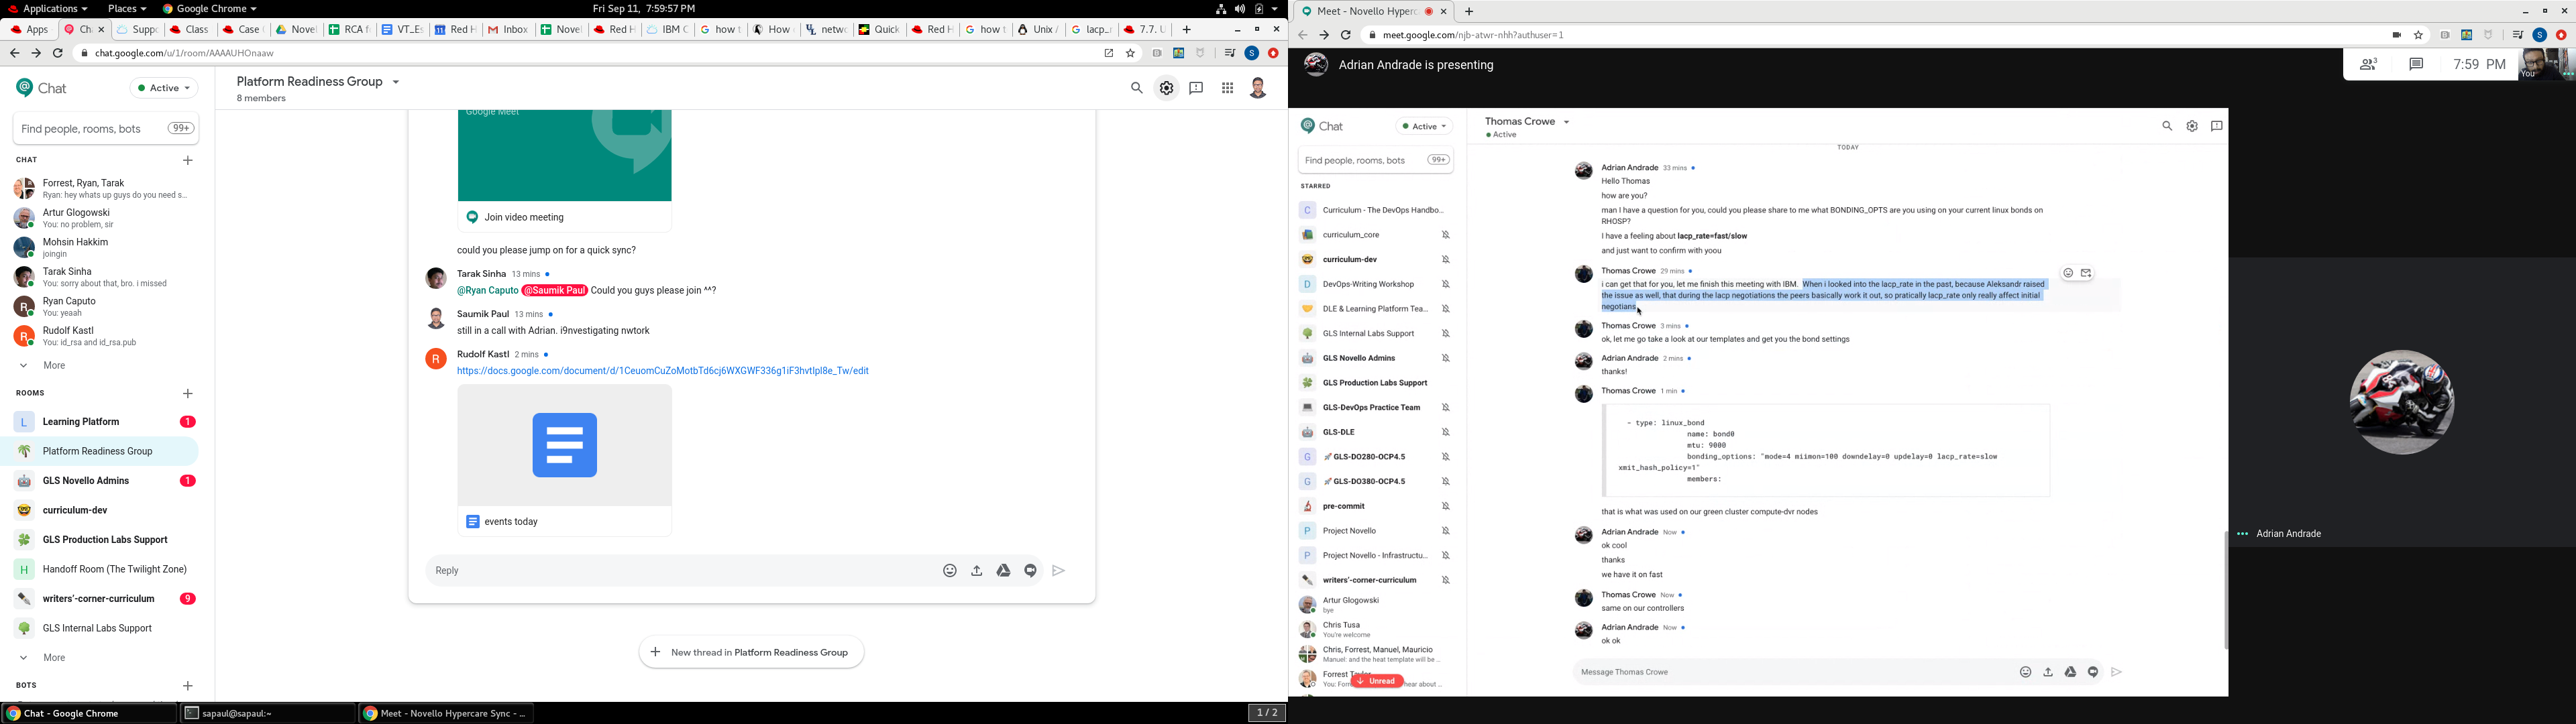 Applications
Places
Google Chrome
Fri Sep 11, 7:59:57 PM
Apps
Ch
Supp
Class
Case
Novel
RCA f
VT_Es
Red H
Inbox
Novel
Red H
IBM C
how t
How
netw
Quick
Red H
how t
Unix
lacp_r
7.7. U
chat.google.com/u/1/room/AAAAUHOnaaw
Chat
Active
Find people, rooms, bots
99+
CHAT
Forrest, Ryan, Tarak
Ryan: hey whats up guys do you need s...
Artur Glogowski
You: no problem, sir
Mohsin Hakkim
joingin
Tarak Sinha
You: sorry about that, bro. i missed
Ryan Caputo
You: yeaah
Rudolf Kastl
You: id_rsa and id_rsa.pub
More
ROOMS
Learning Platform
1
Platform Readiness Group
GLS Novello Admins
1
curriculum-dev
GLS Production Labs Support
Handoff Room (The Twilight Zone)
writers'-corner-curriculum
9
GLS Internal Labs Support
More
BOTS
Platform Readiness Group
8 members
Google Meet
Join video meeting
could you please jump on for a quick sync?
Tarak Sinha 13 mins
@Ryan Caputo @Saumik Paul Could you guys please join ^^?
Saumik Paul 13 mins
still in a call with Adrian. i9nvestigating nwtork
Rudolf Kastl 2 mins
https://docs.google.com/document/d/1CeuomCuZoMotbTd6cj6WXGWF336g1iF3hvtIpl8e_Tw/edit
events today
Reply
New thread in Platform Readiness Group
Chat - Google Chrome
sapaul@sapaul:~
Meet - Novello Hypercare Sync - ...
1 / 2
Meet - Novello Hyperc
meet.google.com/njb-atwr-nhh?authuser=1
Adrian Andrade is presenting
3
7:59 PM
You
Chat
Active
Find people, rooms, bots
99+
STARRED
Curriculum - The DevOps Handbo...
curriculum_core
curriculum-dev
DevOps-Writing Workshop
DLE & Learning Platform Tea...
GLS Internal Labs Support
GLS Novello Admins
GLS Production Labs Support
GLS-DevOps Practice Team
GLS-DLE
GLS-DO280-OCP4.5
GLS-DO380-OCP4.5
pre-commit
Project Novello
Project Novello - Infrastructu...
writers'-corner-curriculum
Artur Glogowski
bye
Chris Tusa
You're welcome
Chris, Forrest, Manuel, Mauricio
Manuel: and the heat template will be ...
Forrest Taylor
hear about ...
Unread
Thomas Crowe
Active
TODAY
Adrian Andrade 33 mins
Hello Thomas
how are you?
man I have a question for you, could you please share to me what BONDING_OPTS are you using on your current linux bonds on
RHOSP?
I have a feeling about lacp_rate=fast/slow
and just want to confirm with yoou
Thomas Crowe 29 mins
i can get that for you, let me finish this meeting with IBM. When i looked into the lacp_rate in the past, because Aleksandr raised
the issue as well, that during the lacp negotiations the peers basically work it out, so pratically lacp_rate only really affect initial
negotians
Thomas Crowe 3 mins
ok, let me go take a look at our templates and get you the bond settings
Adrian Andrade 2 mins
thanks!
Thomas Crowe 1 min
- type: linux_bond
name: bond0
mtu: 9000
bonding_options: "mode=4 miimon=100 downdelay=0 updelay=0 lacp_rate=slow
xmit_hash_policy=1"
members:
that is what was used on our green cluster compute-dvr nodes
Adrian Andrade Now
ok cool
thanks
we have it on fast
Thomas Crowe Now
same on our controllers
Adrian Andrade Now
ok ok
Message Thomas Crowe
Adrian Andrade